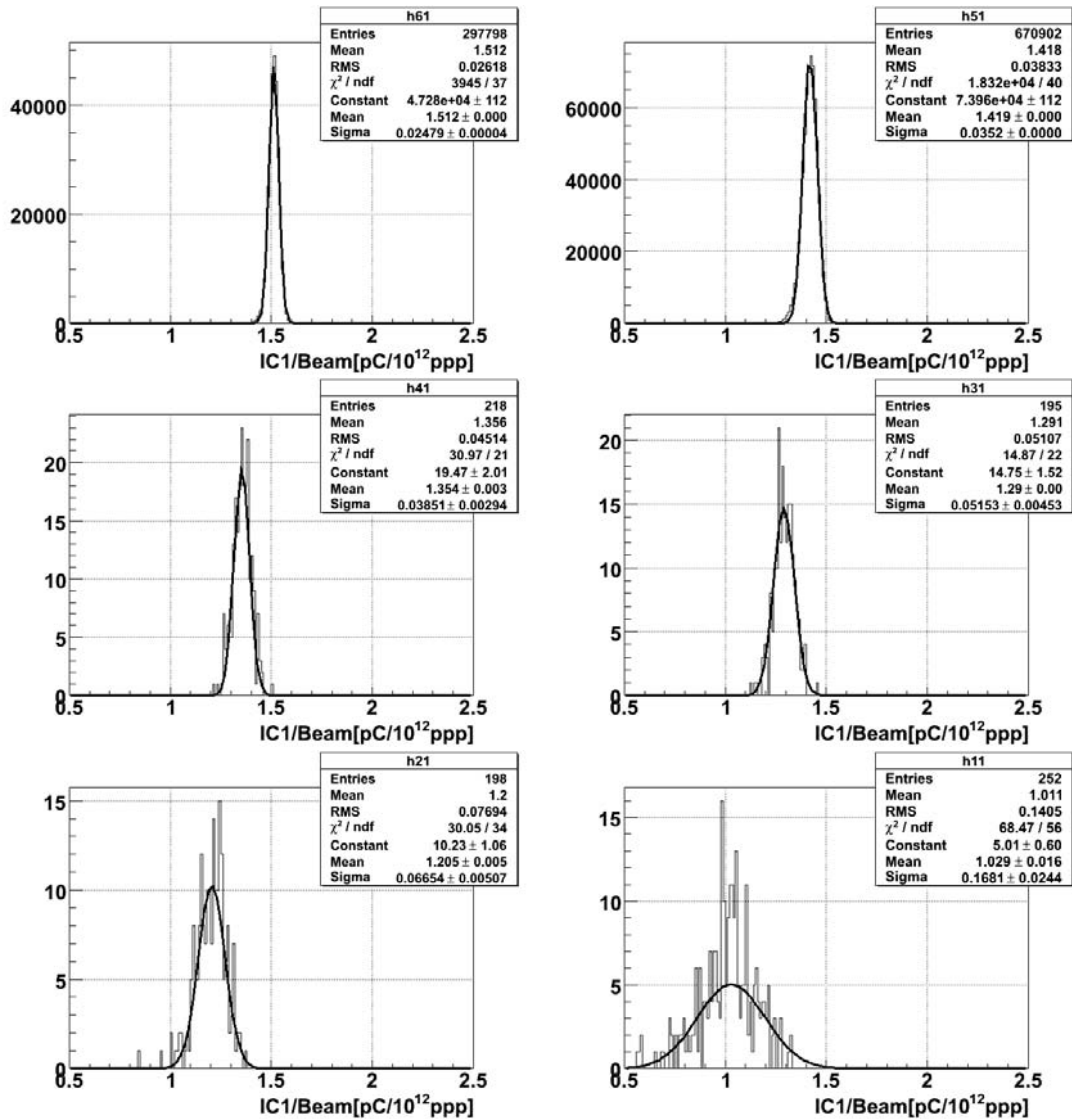 h61
Entries 297798
Mean 1.512
RMS 0.02618
χ² / ndf 3945 / 37
Constant 4.728e+04 ± 112
Mean 1.512 ± 0.000
Sigma 0.02479 ± 0.00004
40000
20000
0
0.5 1 1.5 2 2.5
IC1/Beam[pC/10¹²ppp]
h51
Entries 670902
Mean 1.418
RMS 0.03833
χ² / ndf 1.832e+04 / 40
Constant 7.396e+04 ± 112
Mean 1.419 ± 0.000
Sigma 0.0352 ± 0.0000
60000
40000
20000
0
0.5 1 1.5 2 2.5
IC1/Beam[pC/10¹²ppp]
h41
Entries 218
Mean 1.356
RMS 0.04514
χ² / ndf 30.97 / 21
Constant 19.47 ± 2.01
Mean 1.354 ± 0.003
Sigma 0.03851 ± 0.00294
20
15
10
5
0
0.5 1 1.5 2 2.5
IC1/Beam[pC/10¹²ppp]
h31
Entries 195
Mean 1.291
RMS 0.05107
χ² / ndf 14.87 / 22
Constant 14.75 ± 1.52
Mean 1.29 ± 0.00
Sigma 0.05153 ± 0.00453
20
15
10
5
0
0.5 1 1.5 2 2.5
IC1/Beam[pC/10¹²ppp]
h21
Entries 198
Mean 1.2
RMS 0.07694
χ² / ndf 30.05 / 34
Constant 10.23 ± 1.06
Mean 1.205 ± 0.005
Sigma 0.06654 ± 0.00507
15
10
5
0
0.5 1 1.5 2 2.5
IC1/Beam[pC/10¹²ppp]
h11
Entries 252
Mean 1.011
RMS 0.1405
χ² / ndf 68.47 / 56
Constant 5.01 ± 0.60
Mean 1.029 ± 0.016
Sigma 0.1681 ± 0.0244
15
10
5
0
0.5 1 1.5 2 2.5
IC1/Beam[pC/10¹²ppp]